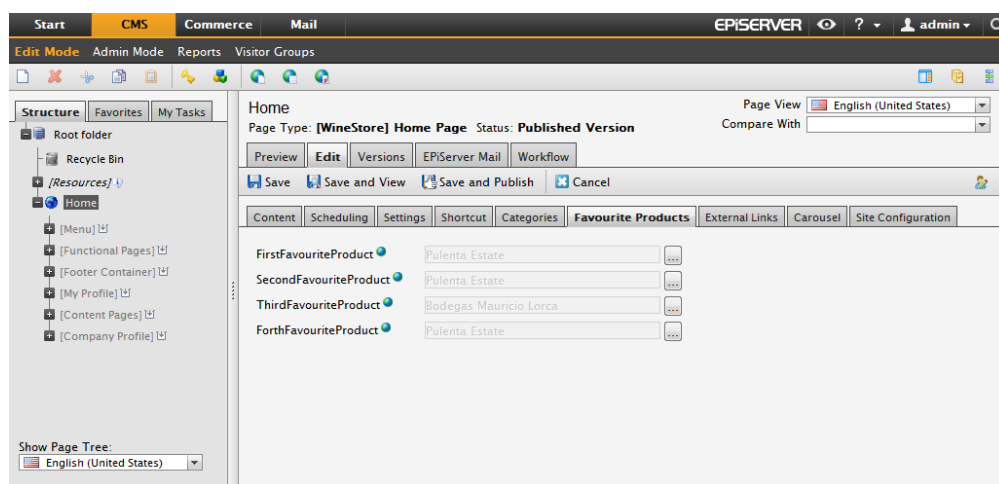 Start CMS Commerce Mail EPiSERVER ? admin
Edit Mode Admin Mode Reports Visitor Groups
Structure Favorites My Tasks
Root folder
Recycle Bin
[Resources]
Home
[Menu]
[Functional Pages]
[Footer Container]
[My Profile]
[Content Pages]
[Company Profile]
Show Page Tree:
English (United States)
Home
Page Type: [WineStore] Home Page Status: Published Version
Page View English (United States)
Compare With
Preview Edit Versions EPiServer Mail Workflow
Save Save and View Save and Publish Cancel
Content Scheduling Settings Shortcut Categories Favourite Products External Links Carousel Site Configuration
FirstFavouriteProduct Pulenta Estate ...
SecondFavouriteProduct Pulenta Estate ...
ThirdFavouriteProduct Bodegas Mauricio Lorca ...
ForthFavouriteProduct Pulenta Estate ...